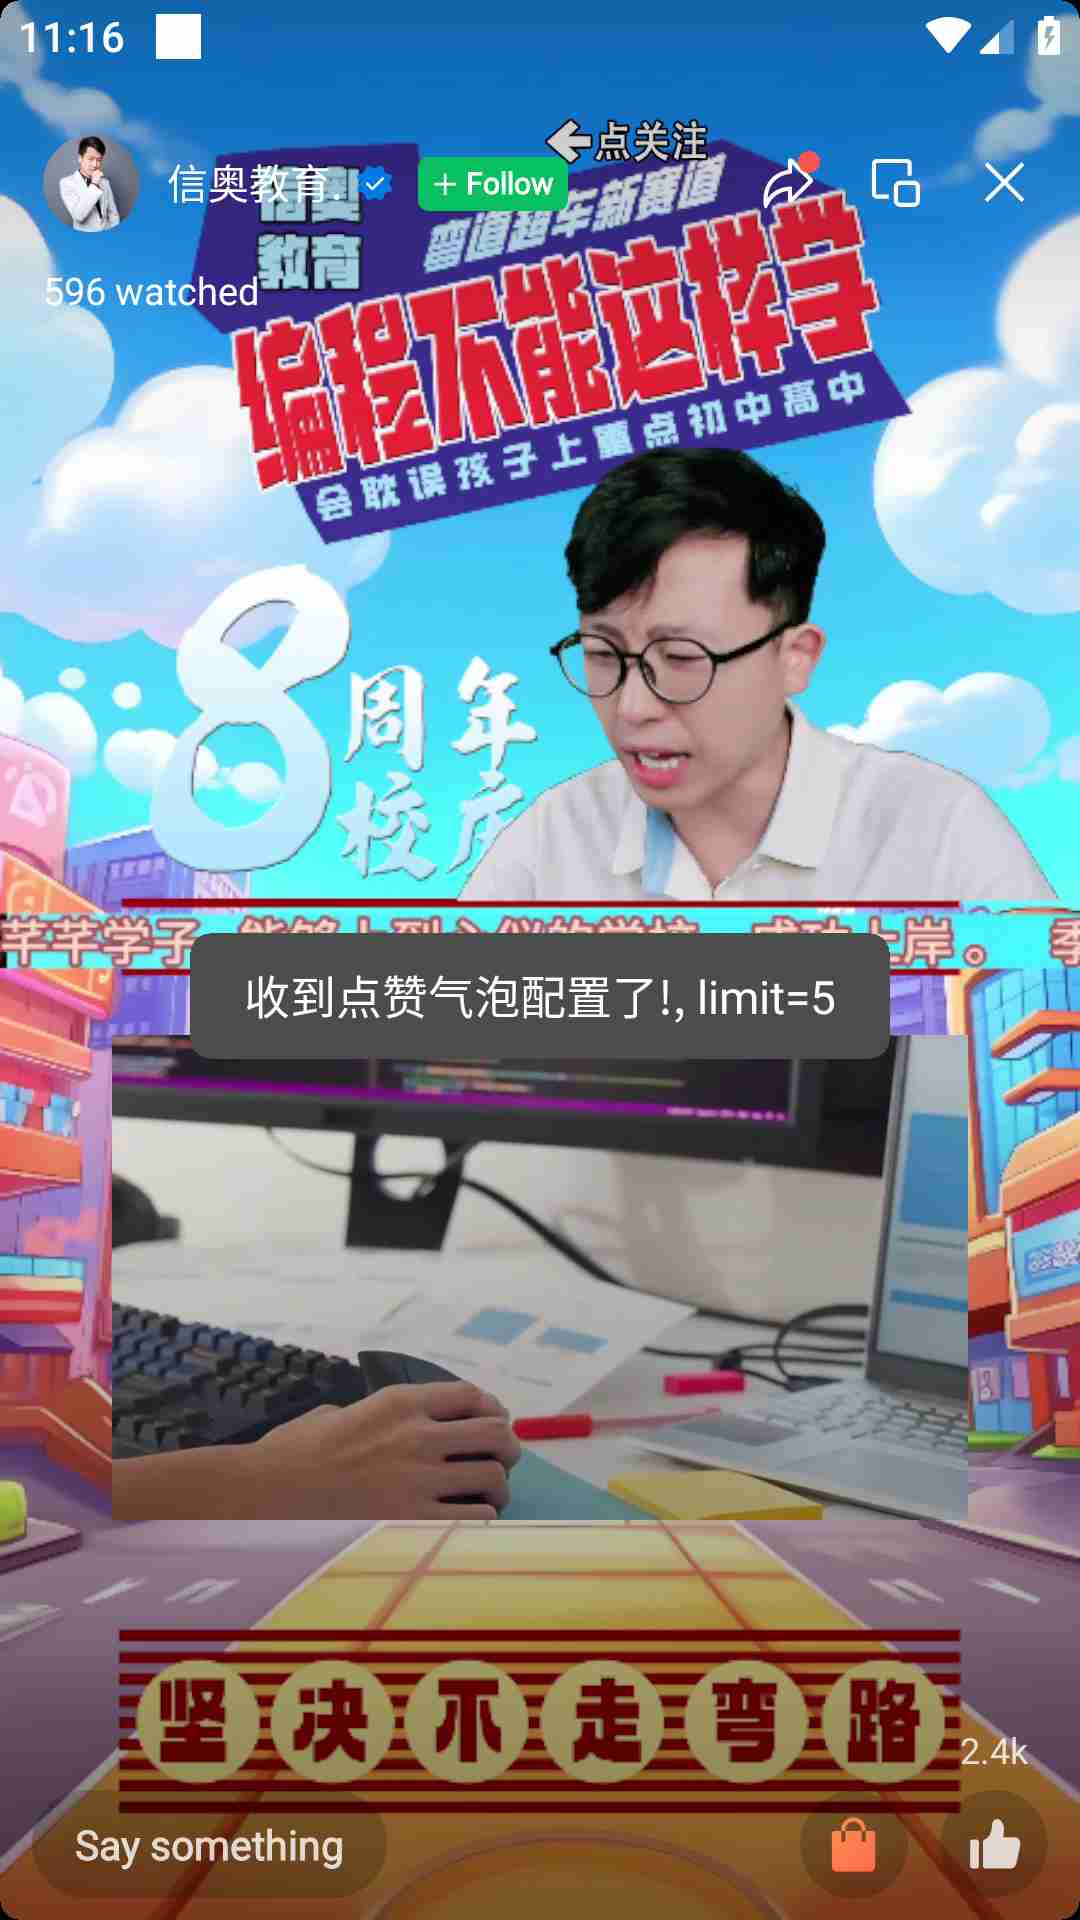 11:16
点关注
信奥教育...
+ Follow
信奥
教育
弯道超车新赛道
596 watched
编程不能这样学
会耽误孩子上重点初中高中
8周年
校庆
收到点赞气泡配置了!, limit=5
坚决不走弯路
2.4k
Say something